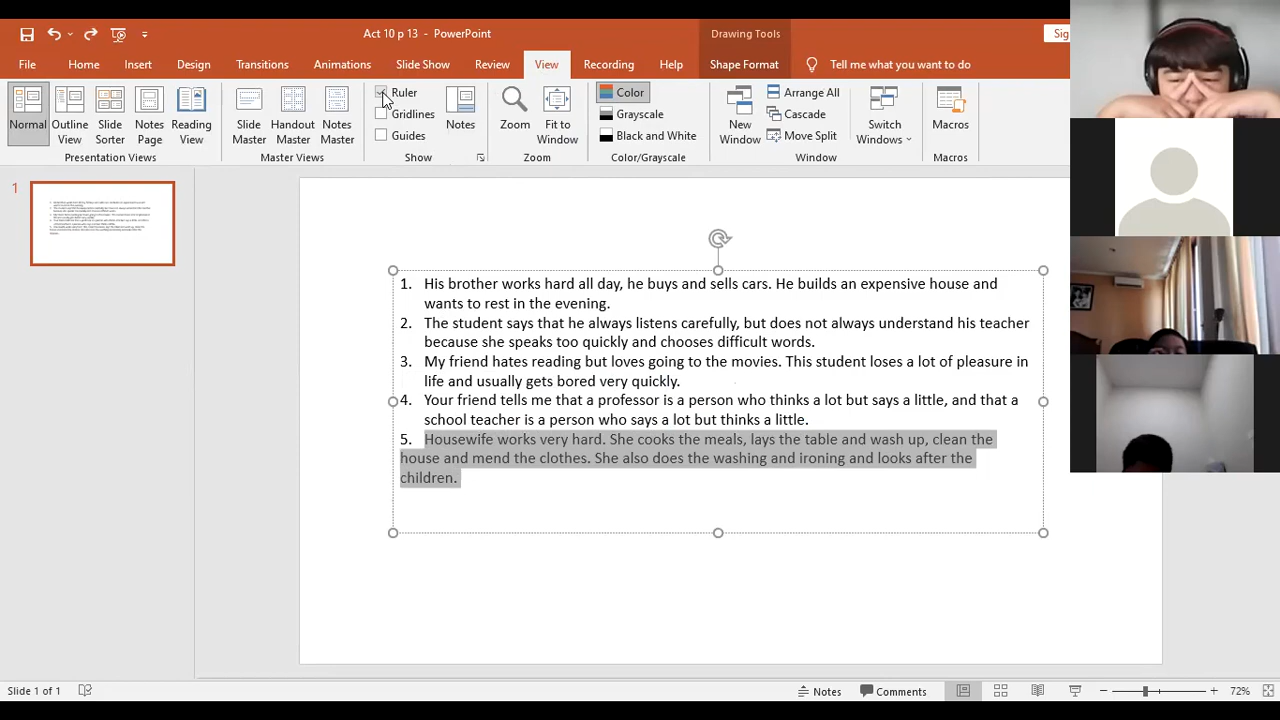 Act 10 p 13 - PowerPoint
Drawing Tools
Sig
File Home Insert Design Transitions Animations Slide Show Review View Recording Help Shape Format Tell me what you want to do
Normal
Outline View
Slide Sorter
Notes Page
Reading View
Presentation Views
Slide Master
Handout Master
Notes Master
Master Views
Ruler
Gridlines
Guides
Show
Notes
Zoom
Fit to Window
Zoom
Color
Grayscale
Black and White
Color/Grayscale
New Window
Arrange All
Cascade
Move Split
Switch Windows
Window
Macros
Macros
1
1. His brother works hard all day, he buys and sells cars. He builds an expensive house and
wants to rest in the evening.
2. The student says that he always listens carefully, but does not always understand his teacher
because she speaks too quickly and chooses difficult words.
3. My friend hates reading but loves going to the movies. This student loses a lot of pleasure in
life and usually gets bored very quickly.
4. Your friend tells me that a professor is a person who thinks a lot but says a little, and that a
school teacher is a person who says a lot but thinks a little.
5. Housewife works very hard. She cooks the meals, lays the table and wash up, clean the
house and mend the clothes. She also does the washing and ironing and looks after the
children.
Slide 1 of 1
Notes
Comments
72%